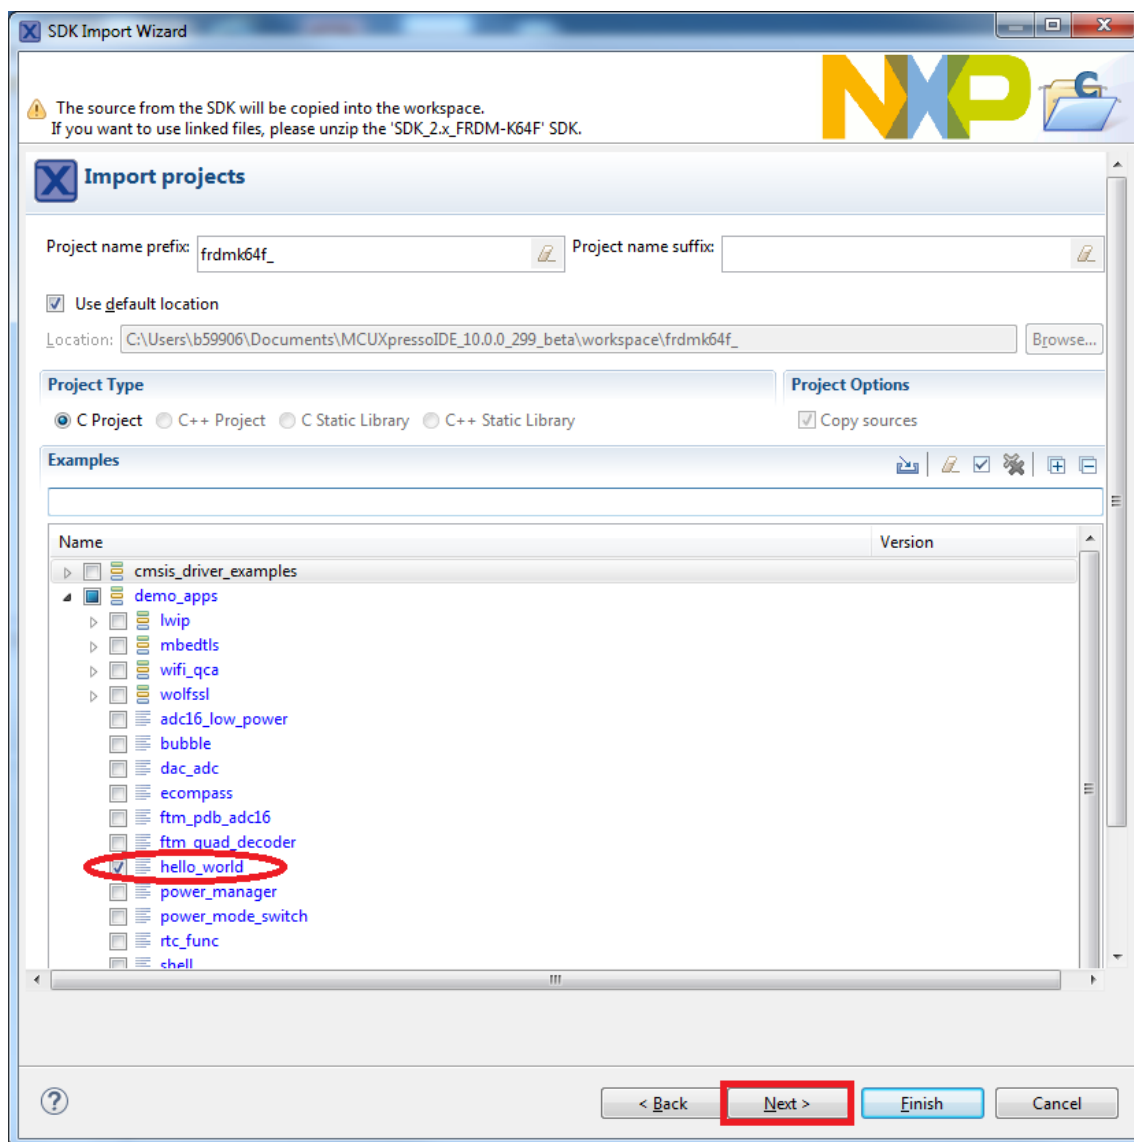 SDK Import Wizard
The source from the SDK will be copied into the workspace.
If you want to use linked files, please unzip the 'SDK_2.x_FRDM-K64F' SDK.
NXP
Import projects
Project name prefix: frdmk64f_ Project name suffix:
Use default location
Location: C:\Users\b59906\Documents\MCUXpressoIDE_10.0.0_299_beta\workspace\frdmk64f_ Browse...
Project Type Project Options
C Project C++ Project C Static Library C++ Static Library Copy sources
Examples
Name Version
cmsis_driver_examples
demo_apps
lwip
mbedtls
wifi_qca
wolfssl
adc16_low_power
bubble
dac_adc
ecompass
ftm_pdb_adc16
ftm_quad_decoder
hello_world
power_manager
power_mode_switch
rtc_func
shell
< Back Next > Finish Cancel